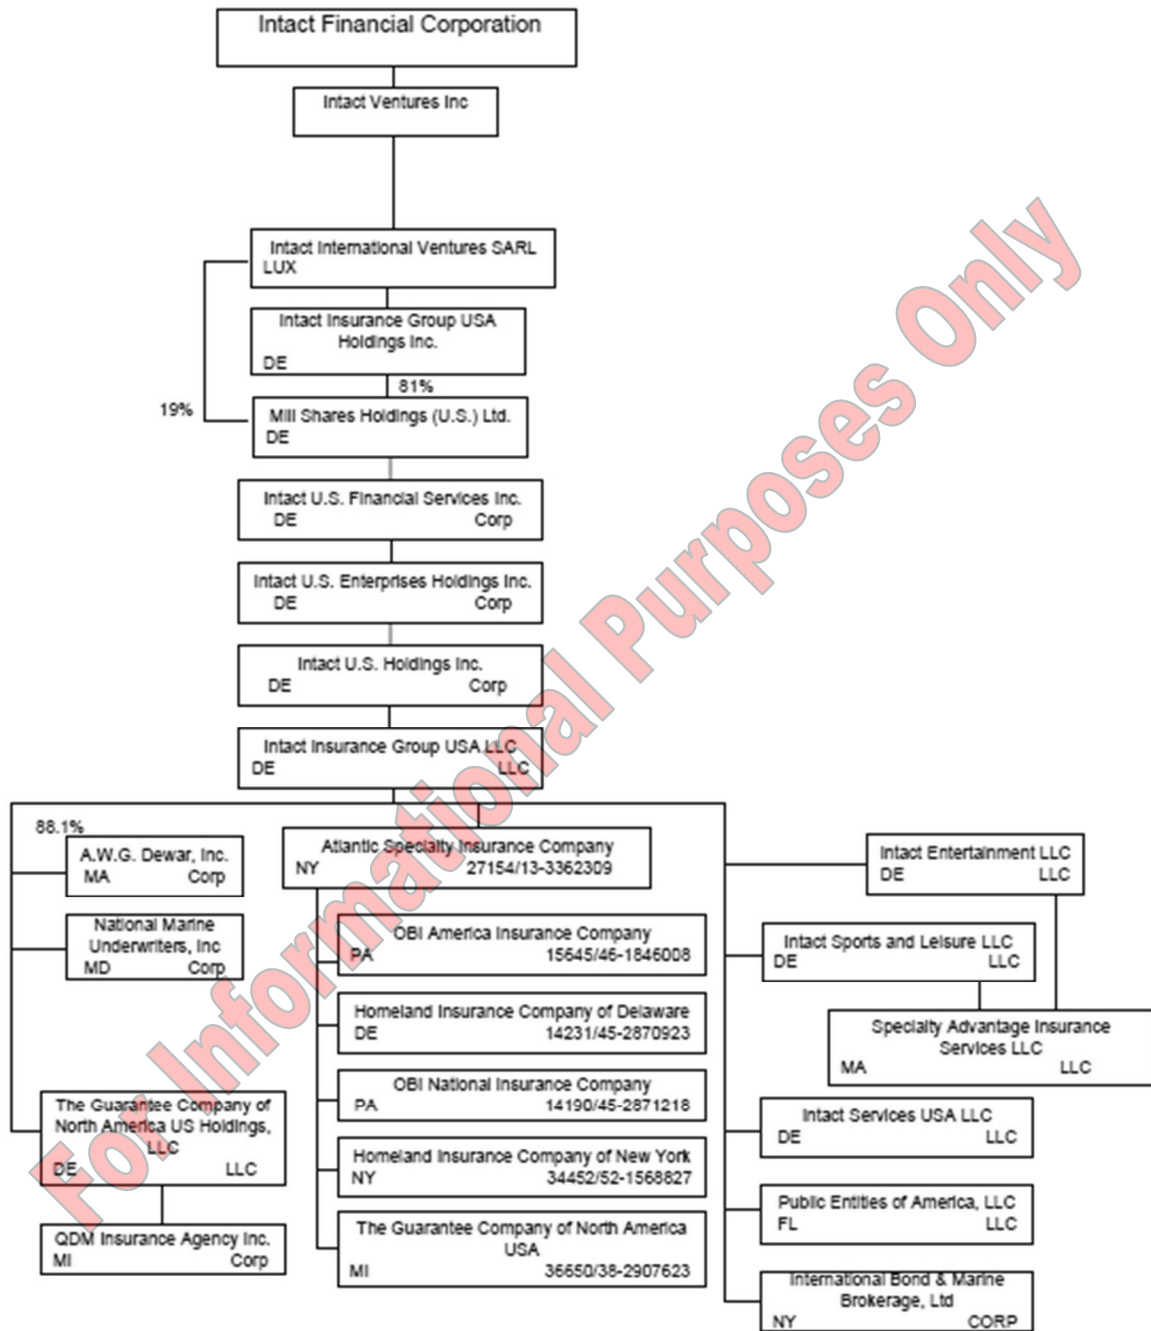 Intact Financial Corporation
Intact Ventures Inc
Intact International Ventures SARL
LUX
Intact Insurance Group USA
Holdings Inc.
DE
81%
19%
Mill Shares Holdings (U.S.) Ltd.
DE
Intact U.S. Financial Services Inc.
DE Corp
Intact U.S. Enterprises Holdings Inc.
DE Corp
Intact U.S. Holdings Inc.
DE Corp
Intact Insurance Group USA LLC
DE LLC
88.1%
A.W.G. Dewar, Inc.
MA Corp
National Marine
Underwriters, Inc
MD Corp
The Guarantee Company of
North America US Holdings,
LLC
DE LLC
QDM Insurance Agency Inc.
MI Corp
Atlantic Specialty Insurance Company
NY 27154/13-3362309
OBI America Insurance Company
PA 15645/46-1846008
Homeland Insurance Company of Delaware
DE 14231/45-2870923
OBI National Insurance Company
PA 14190/45-2871218
Homeland Insurance Company of New York
NY 34452/52-1568827
The Guarantee Company of North America
USA
MI 36650/38-2907623
Intact Entertainment LLC
DE LLC
Intact Sports and Leisure LLC
DE LLC
Specialty Advantage Insurance
Services LLC
MA LLC
Intact Services USA LLC
DE LLC
Public Entities of America, LLC
FL LLC
International Bond & Marine
Brokerage, Ltd
NY CORP
For Informational Purposes Only